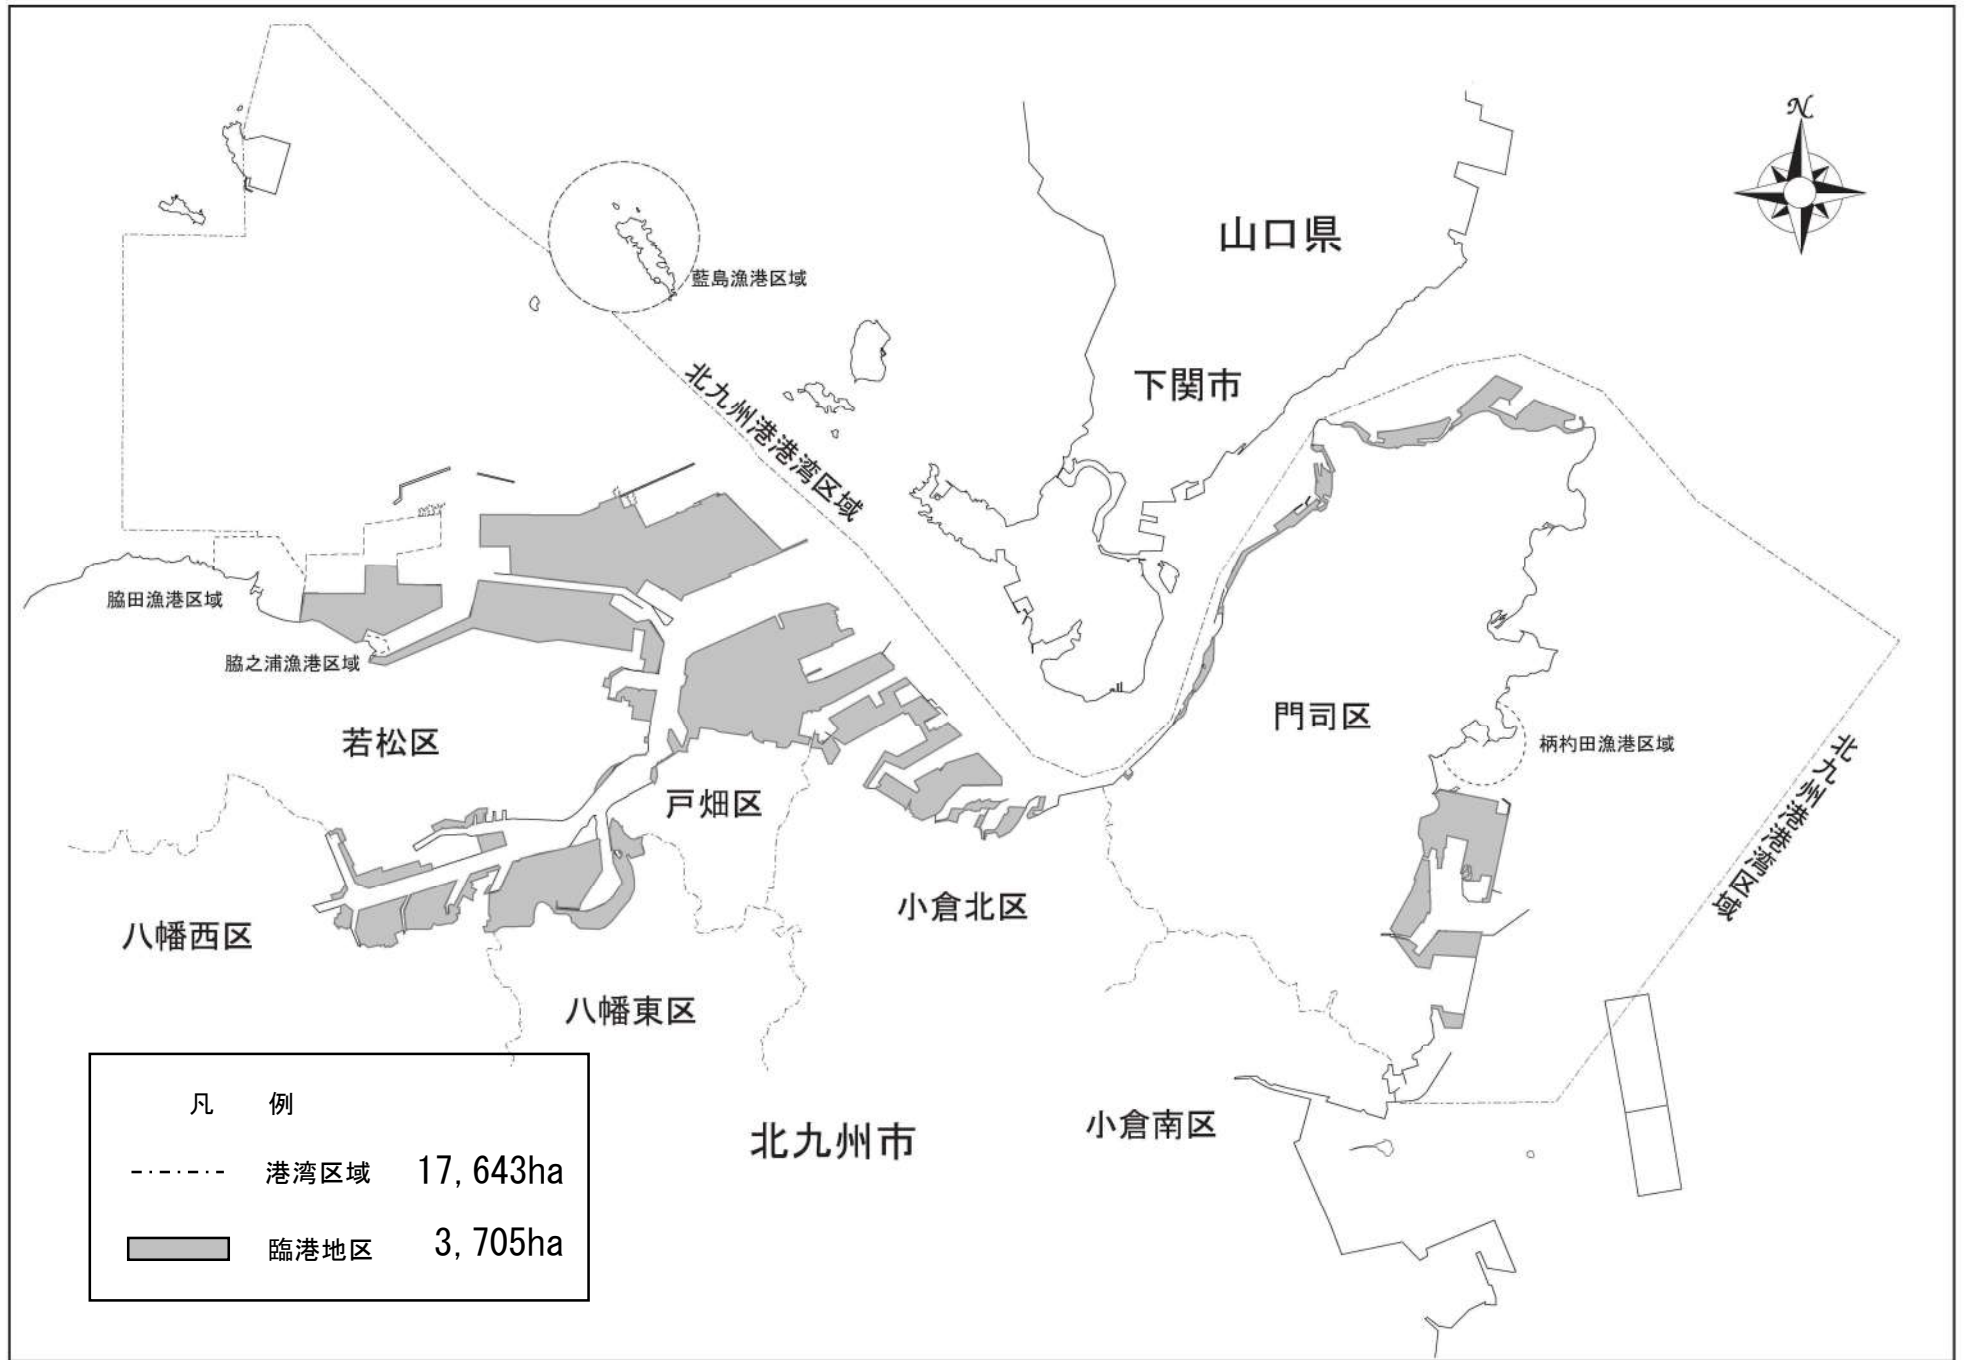 N
山口県
藍島漁港区域
下関市
北九州港港湾区域
脇田漁港区域
脇之浦漁港区域
若松区
門司区
柄杓田漁港区域
北九州港港湾区域
戸畑区
小倉北区
八幡西区
八幡東区
凡 例
港湾区域 17,643ha
臨港地区 3,705ha
北九州市
小倉南区